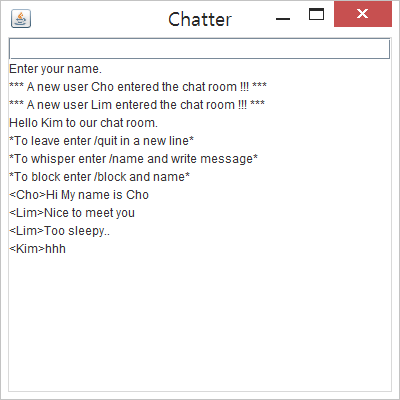 Chatter
Enter your name.
*** A new user Cho entered the chat room !!! ***
*** A new user Lim entered the chat room !!! ***
Hello Kim to our chat room.
*To leave enter /quit in a new line*
*To whisper enter /name and write message*
*To block enter /block and name*
<Cho>Hi My name is Cho
<Lim>Nice to meet you
<Lim>Too sleepy..
<Kim>hhh